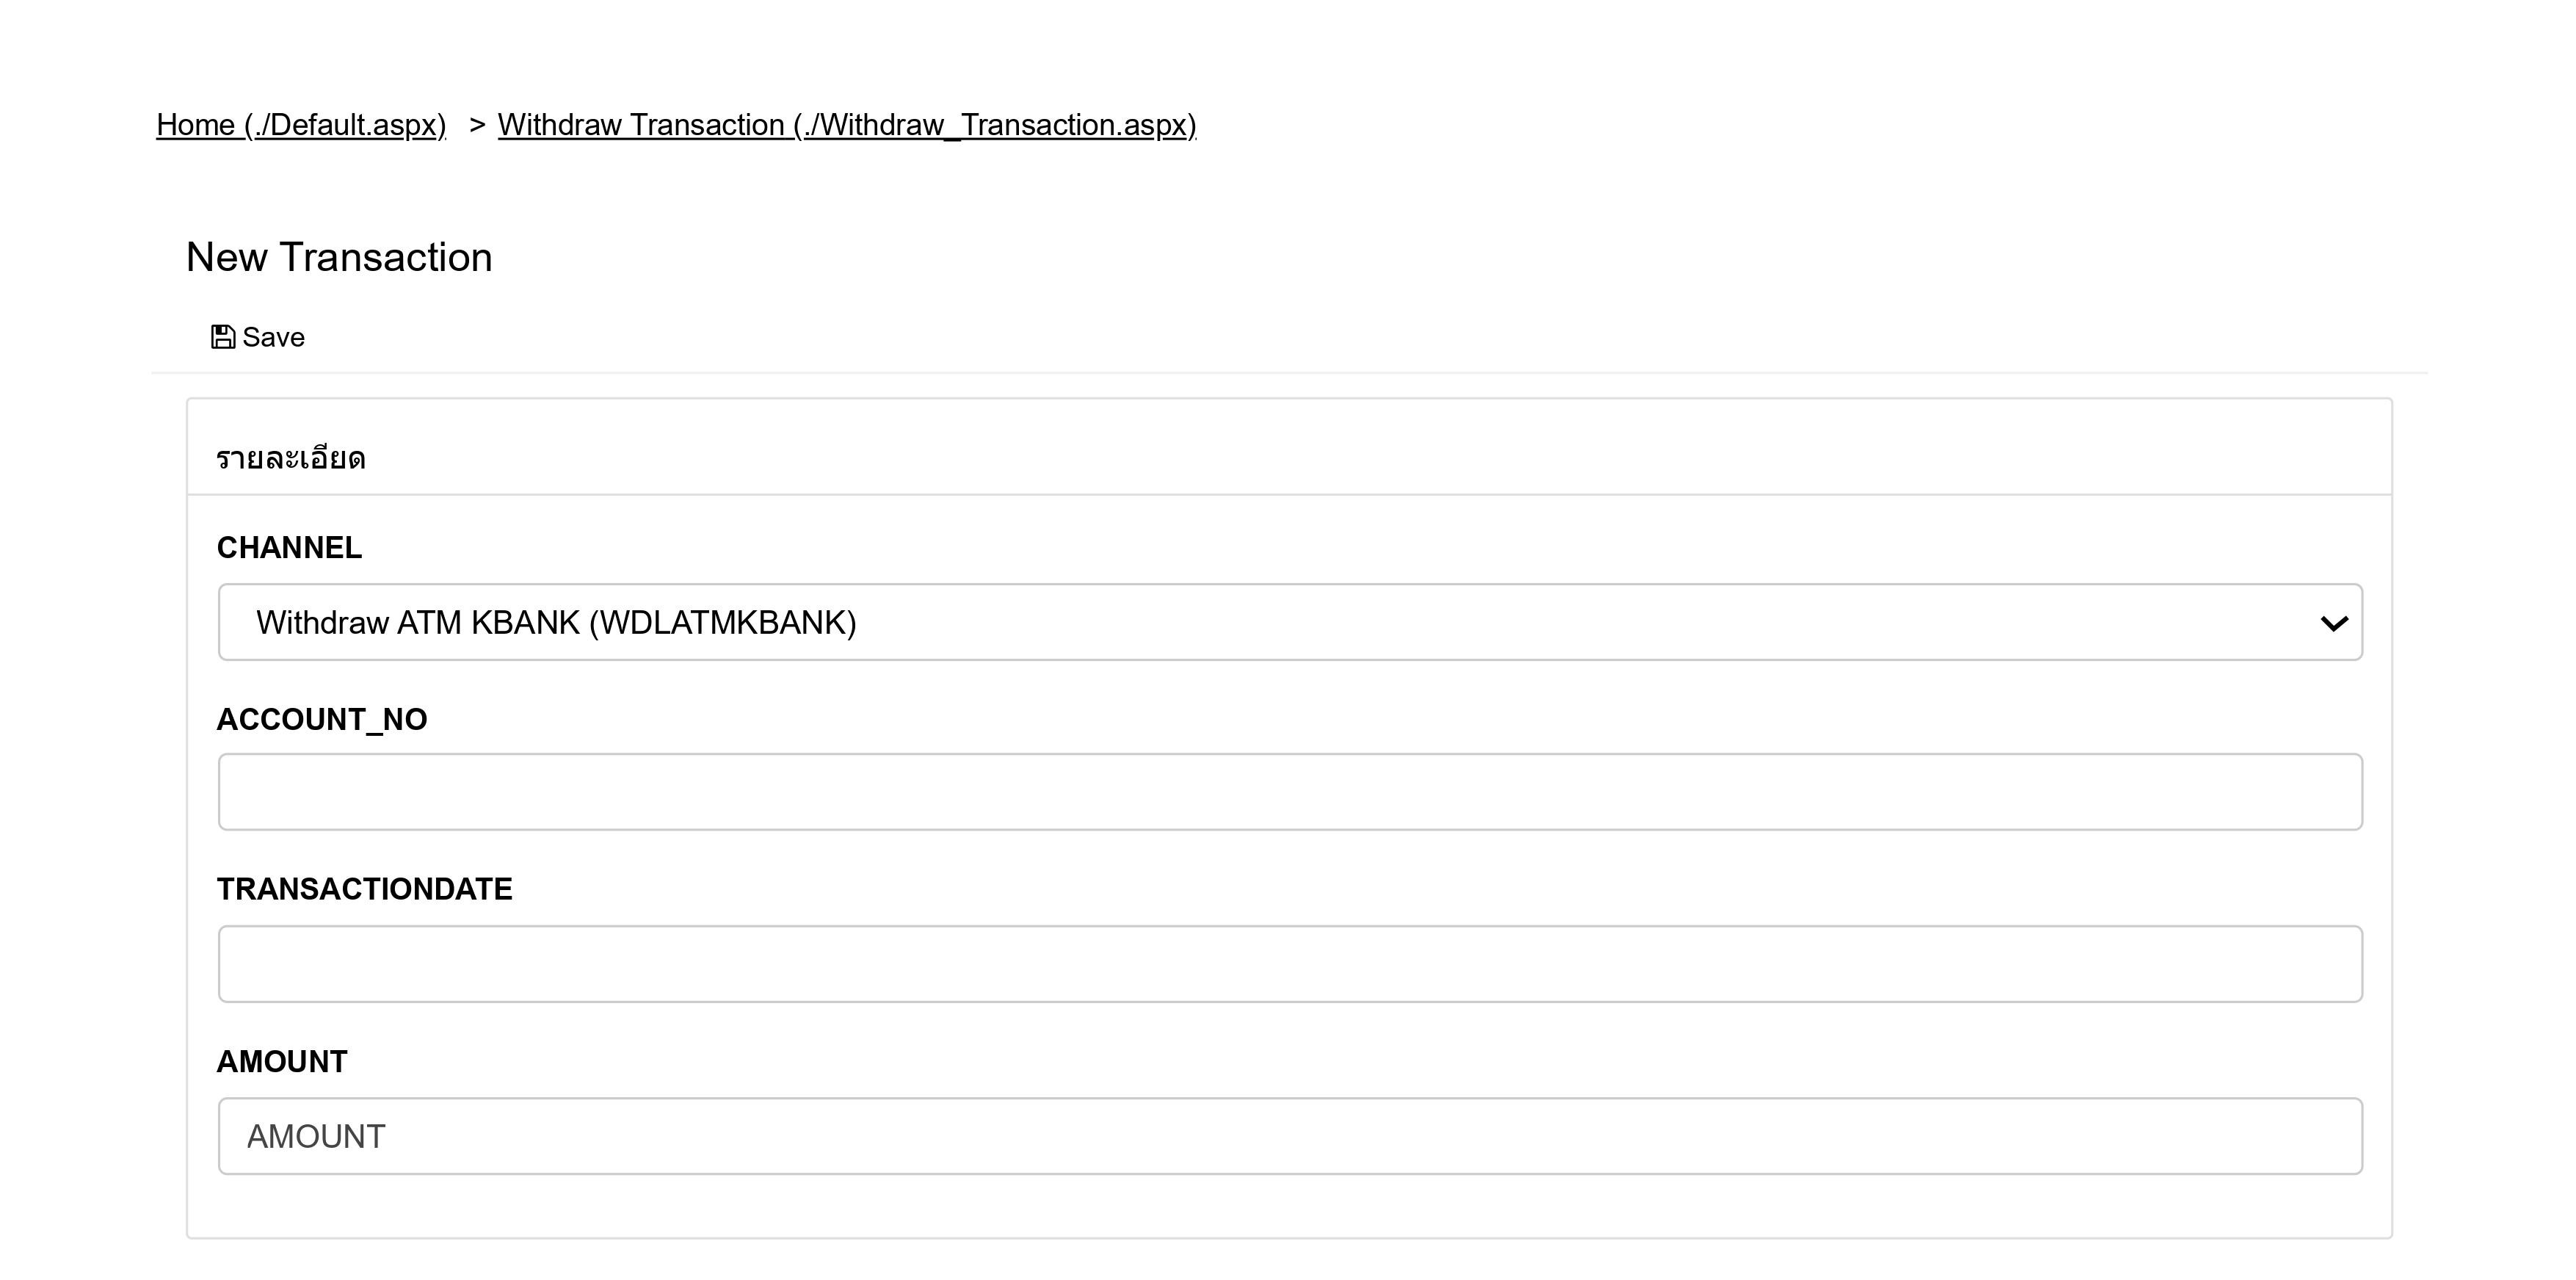 Home (./Default.aspx) > Withdraw Transaction (./Withdraw_Transaction.aspx)
New Transaction
Save
รายละเอียด
CHANNEL
Withdraw ATM KBANK (WDLATMKBANK)
ACCOUNT_NO
TRANSACTIONDATE
AMOUNT
AMOUNT